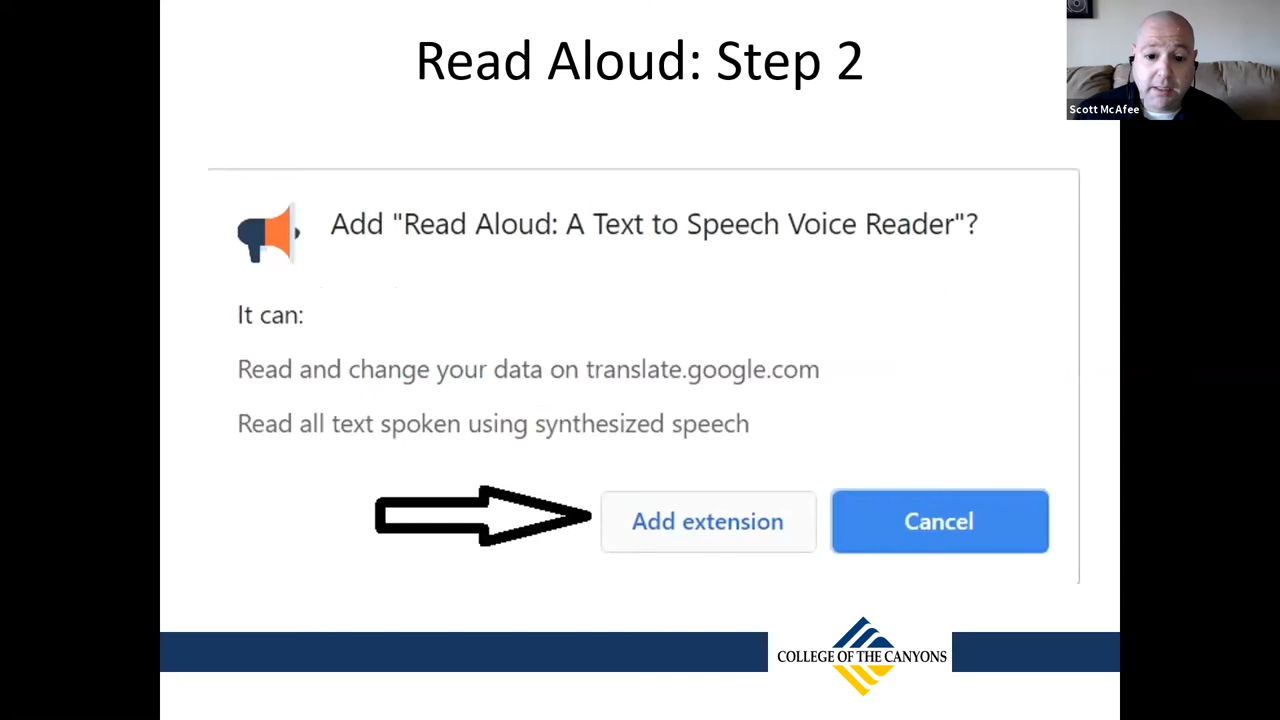 Read Aloud: Step 2
Scott McAfee
Add "Read Aloud: A Text to Speech Voice Reader"?
It can:
Read and change your data on translate.google.com
Read all text spoken using synthesized speech
Add extension
Cancel
COLLEGE OF THE CANYONS